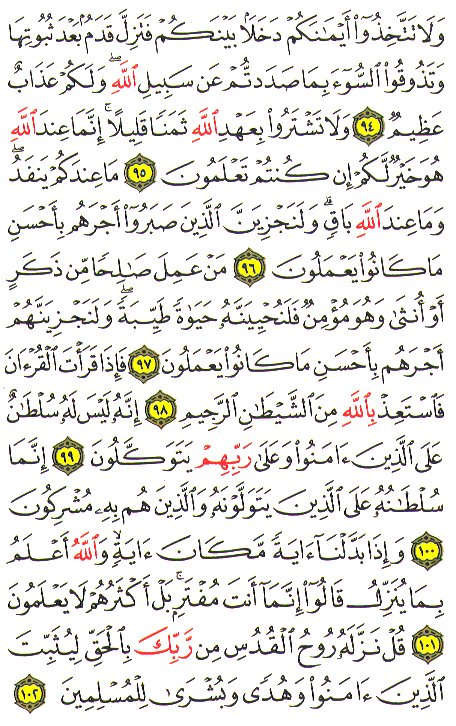 وَلَا تَتَّخِذُوٓا۟ أَيْمَـٰنَكُمْ دَخَلًۢا بَيْنَكُمْ فَتَزِلَّ قَدَمٌۢ بَعْدَ ثُبُوتِهَا
وَتَذُوقُوا۟ ٱلسُّوٓءَ بِمَا صَدَدتُّمْ عَن سَبِيلِ ٱللَّهِ ۖ وَلَكُمْ عَذَابٌ
عَظِيمٌ ٩٤ وَلَا تَشْتَرُوا۟ بِعَهْدِ ٱللَّهِ ثَمَنًا قَلِيلًا ۚ إِنَّمَا عِندَ ٱللَّهِ
هُوَ خَيْرٌ لَّكُمْ إِن كُنتُمْ تَعْلَمُونَ ٩٥ مَا عِندَكُمْ يَنفَدُ ۖ
وَمَا عِندَ ٱللَّهِ بَاقٍ ۗ وَلَنَجْزِيَنَّ ٱلَّذِينَ صَبَرُوٓا۟ أَجْرَهُم بِأَحْسَنِ
مَا كَانُوا۟ يَعْمَلُونَ ٩٦ مَنْ عَمِلَ صَـٰلِحًا مِّن ذَكَرٍ
أَوْ أُنثَىٰ وَهُوَ مُؤْمِنٌ فَلَنُحْيِيَنَّهُۥ حَيَوٰةً طَيِّبَةً ۖ وَلَنَجْزِيَنَّهُمْ
أَجْرَهُم بِأَحْسَنِ مَا كَانُوا۟ يَعْمَلُونَ ٩٧ فَإِذَا قَرَأْتَ ٱلْقُرْءَانَ
فَٱسْتَعِذْ بِٱللَّهِ مِنَ ٱلشَّيْطَـٰنِ ٱلرَّجِيمِ ٩٨ إِنَّهُۥ لَيْسَ لَهُۥ سُلْطَـٰنٌ
عَلَى ٱلَّذِينَ ءَامَنُوا۟ وَعَلَىٰ رَبِّهِمْ يَتَوَكَّلُونَ ٩٩ إِنَّمَا
سُلْطَـٰنُهُۥ عَلَى ٱلَّذِينَ يَتَوَلَّوْنَهُۥ وَٱلَّذِينَ هُم بِهِۦ مُشْرِكُونَ
١٠٠ وَإِذَا بَدَّلْنَآ ءَايَةً مَّكَانَ ءَايَةٍ ۙ وَٱللَّهُ أَعْلَمُ
بِمَا يُنَزِّلُ قَالُوٓا۟ إِنَّمَآ أَنتَ مُفْتَرٍۭ ۚ بَلْ أَكْثَرُهُمْ لَا يَعْلَمُونَ
١٠١ قُلْ نَزَّلَهُۥ رُوحُ ٱلْقُدُسِ مِن رَّبِّكَ بِٱلْحَقِّ لِيُثَبِّتَ
ٱلَّذِينَ ءَامَنُوا۟ وَهُدًى وَبُشْرَىٰ لِلْمُسْلِمِينَ ١٠٢